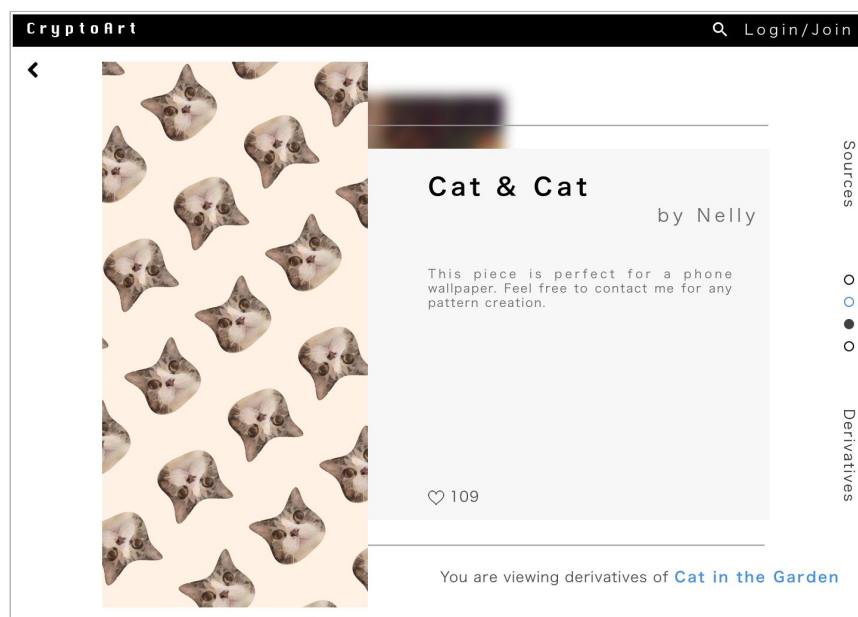 CryptoArt
Login/Join
Cat & Cat
by Nelly
This piece is perfect for a phone
wallpaper. Feel free to contact me for any
pattern creation.
109
Sources
Derivatives
You are viewing derivatives of Cat in the Garden